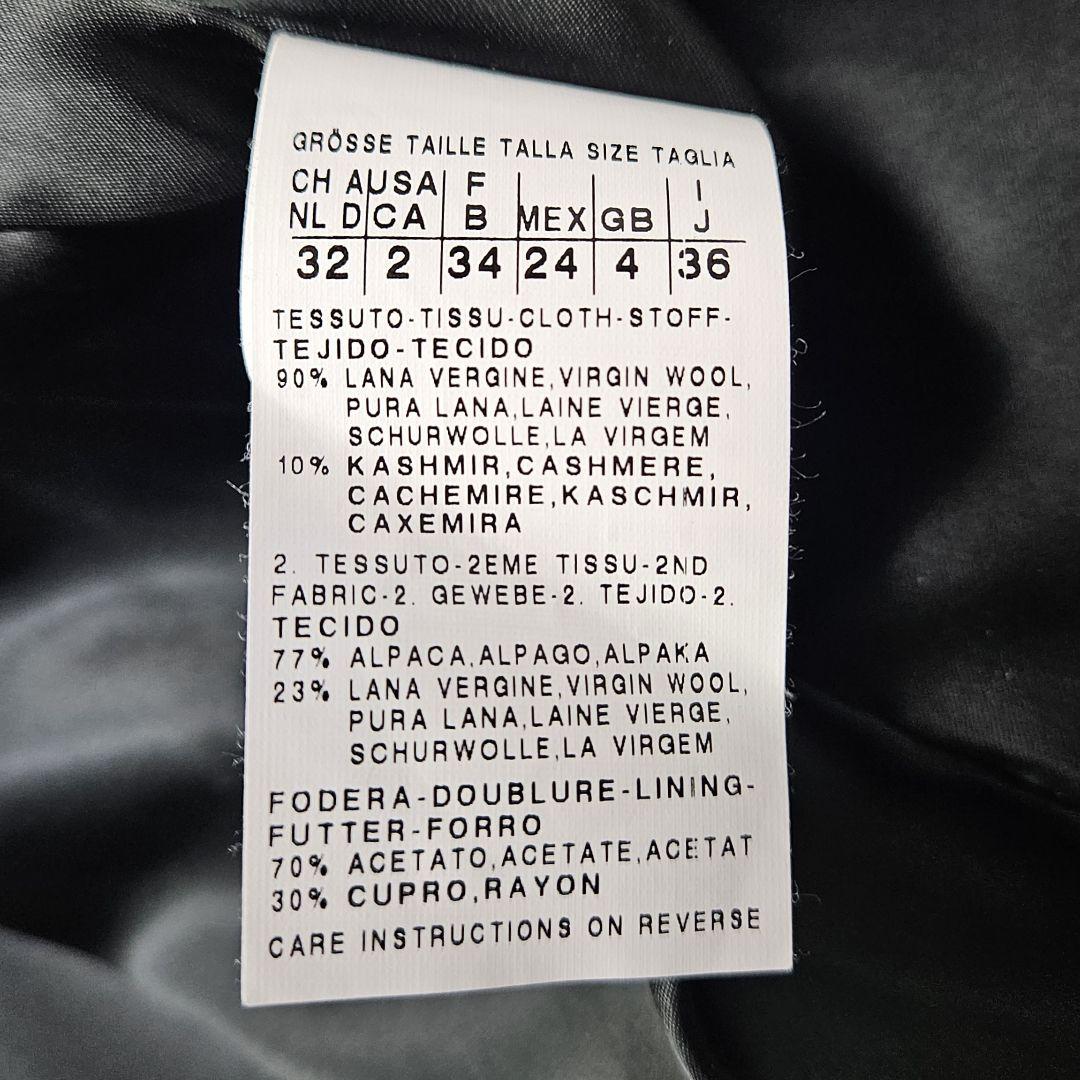 GRÖSSE TAILLE TALLA SIZE TAGLIA
CH A USA F I
NL D CA B MEX GB J
32 2 34 24 4 36
TESSUTO-TISSU-CLOTH-STOFF-
TEJIDO-TECIDO
90% LANA VERGINE,VIRGIN WOOL,
PURA LANA,LAINE VIERGE,
SCHURWOLLE,LA VIRGEM
10% KASHMIR,CASHMERE,
CACHEMIRE,KASCHMIR,
CAXEMIRA
2. TESSUTO-2EME TISSU-2ND
FABRIC-2. GEWEBE-2. TEJIDO-2.
TECIDO
77% ALPACA,ALPAGO,ALPAKA
23% LANA VERGINE,VIRGIN WOOL,
PURA LANA,LAINE VIERGE,
SCHURWOLLE,LA VIRGEM
FODERA-DOUBLURE-LINING-
FUTTER-FORRO
70% ACETATO,ACETATE,ACETAT
30% CUPRO,RAYON
CARE INSTRUCTIONS ON REVERSE